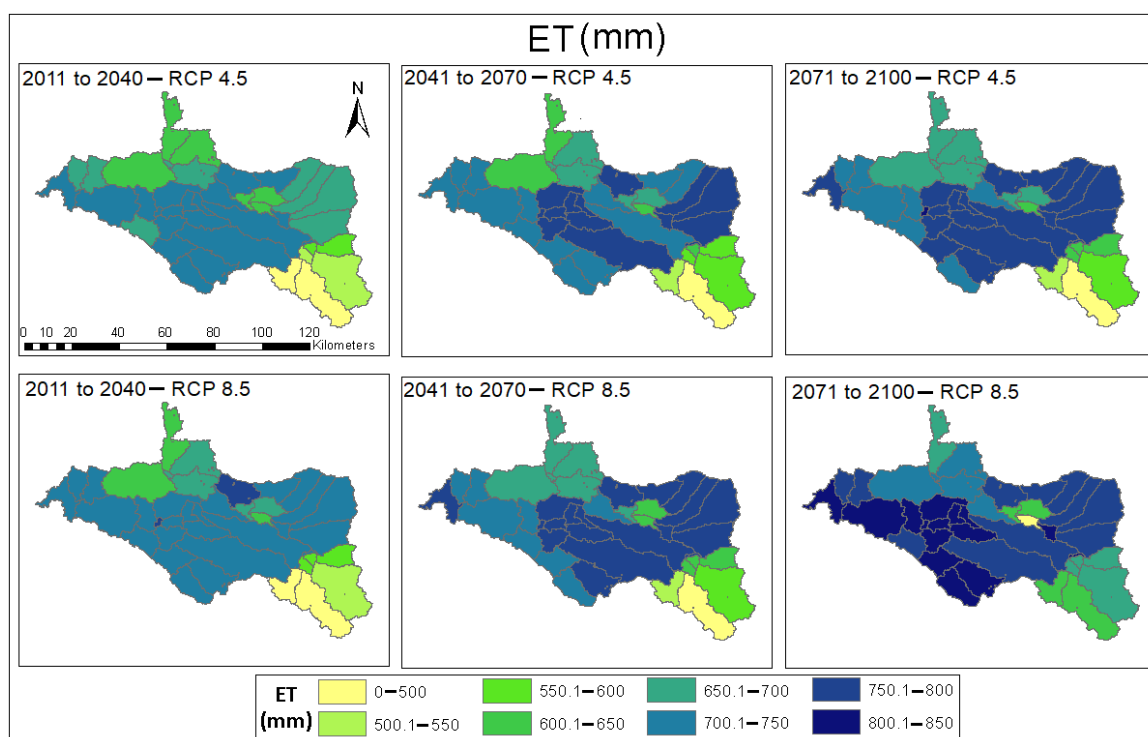 ET (mm)
2011 to 2040 – RCP 4.5
2041 to 2070 – RCP 4.5
2071 to 2100 – RCP 4.5
N
0 10 20 40 60 80 100 120
Kilometers
2011 to 2040 – RCP 8.5
2041 to 2070 – RCP 8.5
2071 to 2100 – RCP 8.5
ET
(mm)
0–500
550.1–600
650.1–700
750.1–800
500.1–550
600.1–650
700.1–750
800.1–850